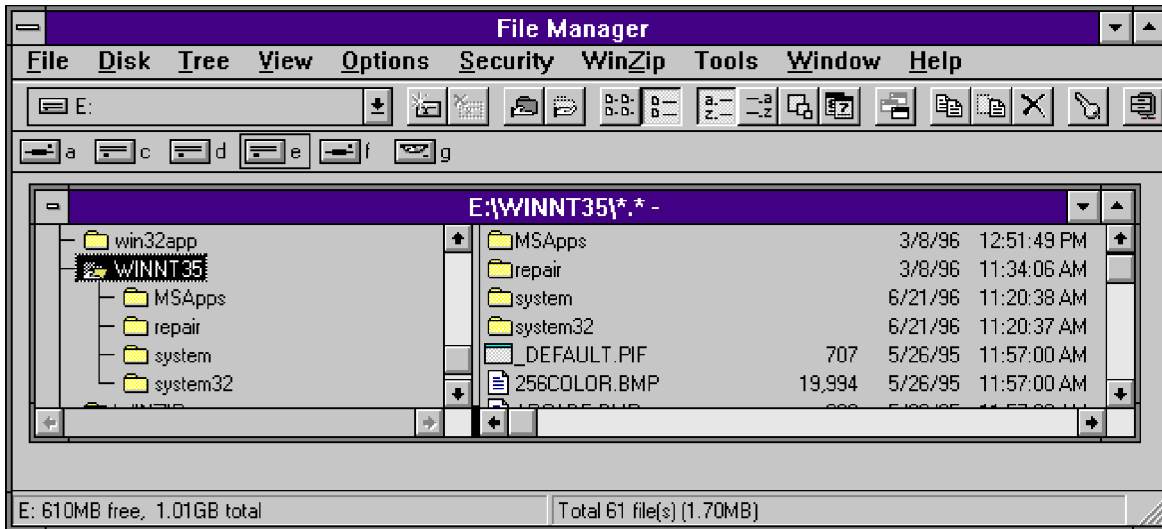 File Manager
File Disk Tree View Options Security WinZip Tools Window Help
E:
a c d e f g
E:\WINNT35\*.* -
win32app
WINNT35
MSApps
repair
system
system32
MSApps 3/8/96 12:51:49 PM
repair 3/8/96 11:34:06 AM
system 6/21/96 11:20:38 AM
system32 6/21/96 11:20:37 AM
_DEFAULT.PIF 707 5/26/95 11:57:00 AM
256COLOR.BMP 19,994 5/26/95 11:57:00 AM
E: 610MB free, 1.01GB total
Total 61 file(s) (1.70MB)